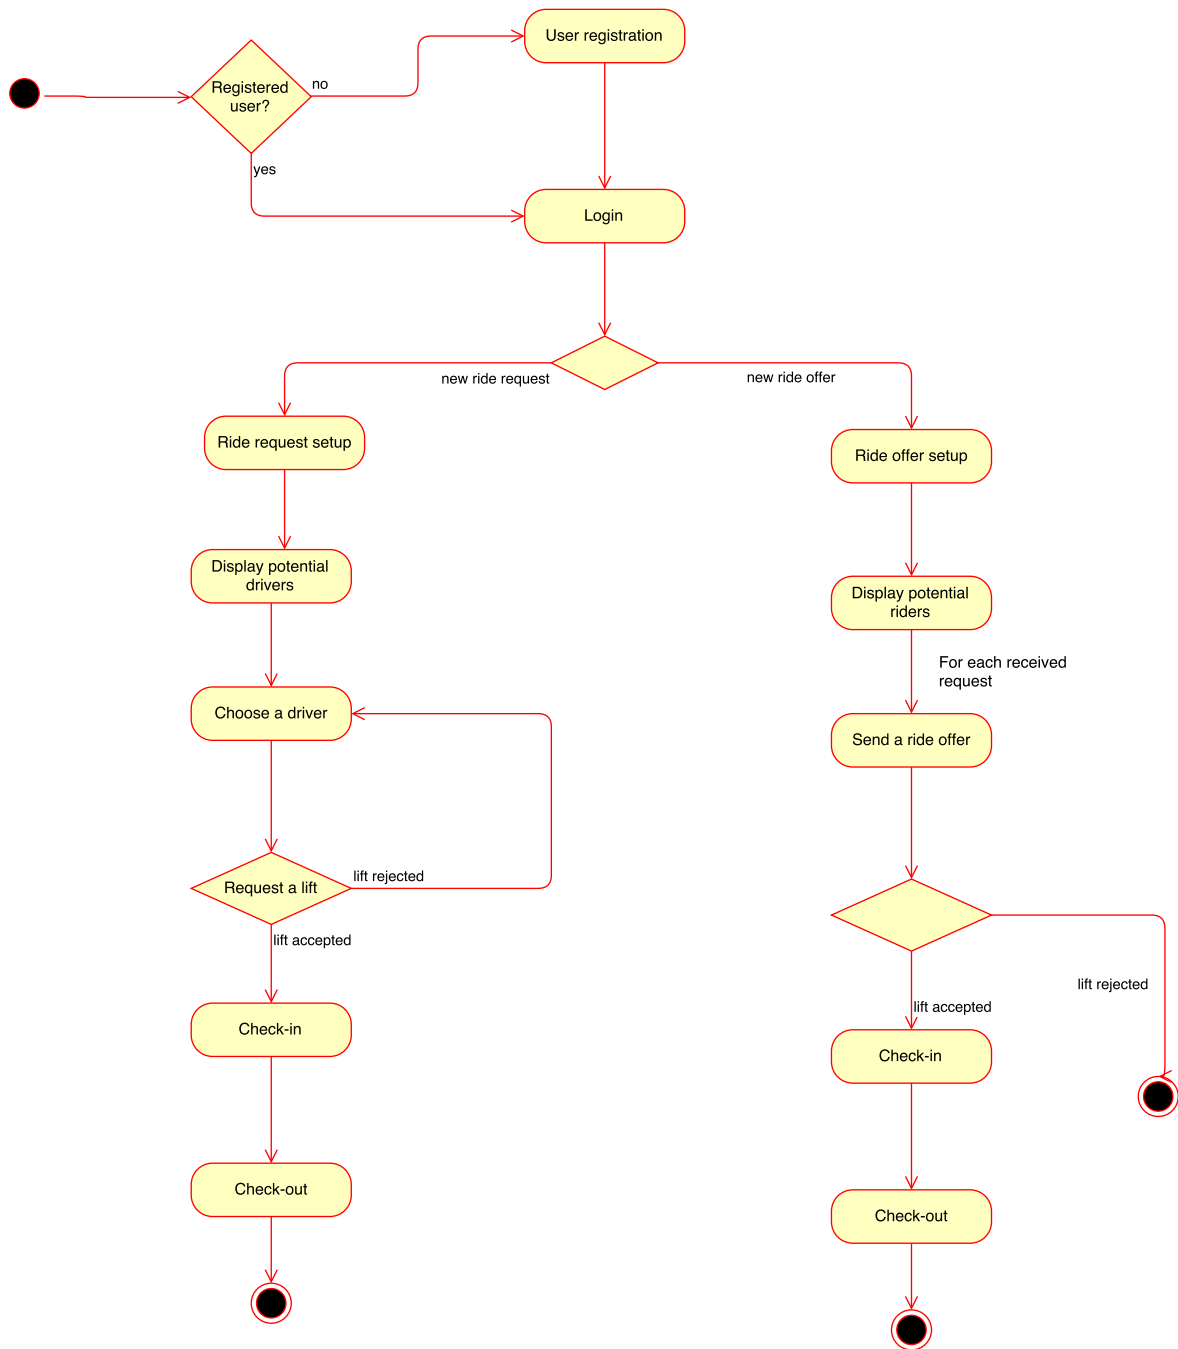 User registration
Registered
user?
no
yes
Login
new ride request
new ride offer
Ride request setup
Ride offer setup
Display potential
drivers
Display potential
riders
For each received
request
Choose a driver
Send a ride offer
Request a lift
lift rejected
lift accepted
lift rejected
lift accepted
Check-in
Check-in
Check-out
Check-out